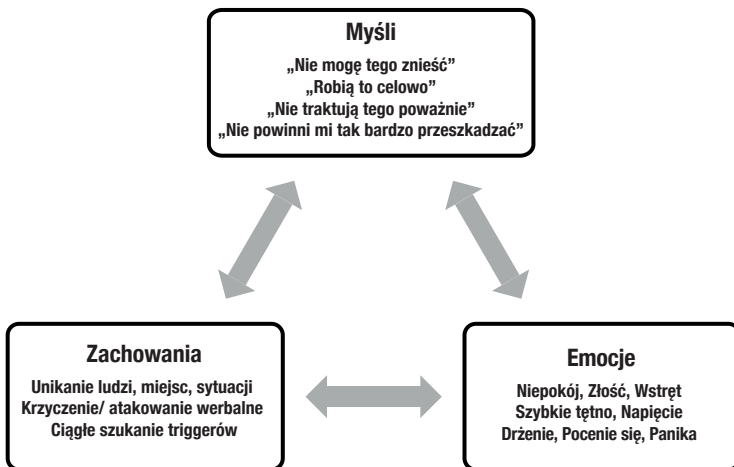 Myśli
„Nie mogę tego znieść”
„Robią to celowo”
„Nie traktują tego poważnie”
„Nie powinni mi tak bardzo przeszkadzać”
Zachowania
Unikanie ludzi, miejsc, sytuacji
Krzyczenie/ atakowanie werbalne
Ciągłe szukanie triggerów
Emocje
Niepokój, Złość, Wstręt
Szybkie tętno, Napięcie
Drżenie, Pocenie się, Panika